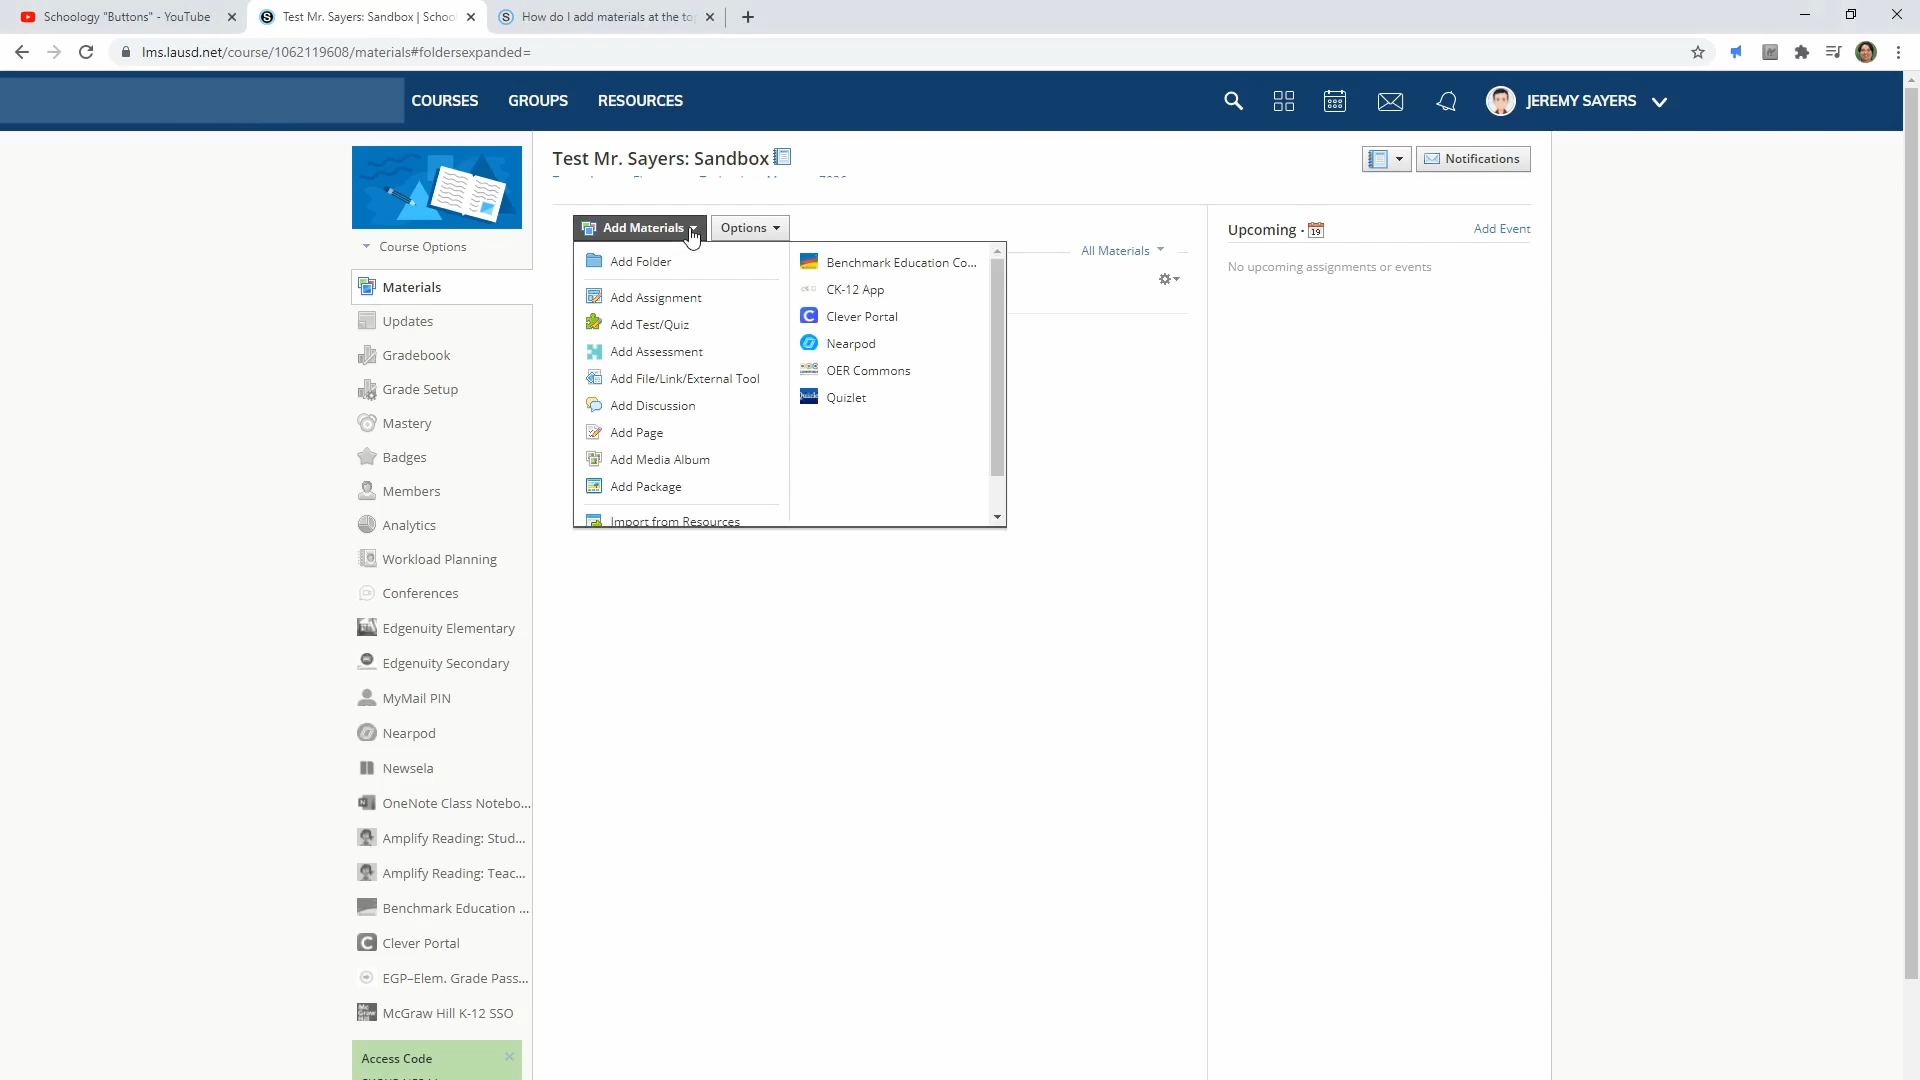 Schoology "Buttons" - YouTube
Test Mr. Sayers: Sandbox | Schoo
How do I add materials at the to
lms.lausd.net/course/1062119608/materials#foldersexpanded=
COURSES GROUPS RESOURCES JEREMY SAYERS
Test Mr. Sayers: Sandbox
Notifications
Course Options
Materials
Updates
Gradebook
Grade Setup
Mastery
Badges
Members
Analytics
Workload Planning
Conferences
Edgenuity Elementary
Edgenuity Secondary
MyMail PIN
Nearpod
Newsela
OneNote Class Notebo...
Amplify Reading: Stud...
Amplify Reading: Teac...
Benchmark Education ...
Clever Portal
EGP–Elem. Grade Pass...
McGraw Hill K-12 SSO
Access Code
Add Materials Options
Add Folder
Add Assignment
Add Test/Quiz
Add Assessment
Add File/Link/External Tool
Add Discussion
Add Page
Add Media Album
Add Package
Import from Resources
Benchmark Education Co...
CK-12 App
Clever Portal
Nearpod
OER Commons
Quizlet
All Materials
Upcoming · 19 Add Event
No upcoming assignments or events